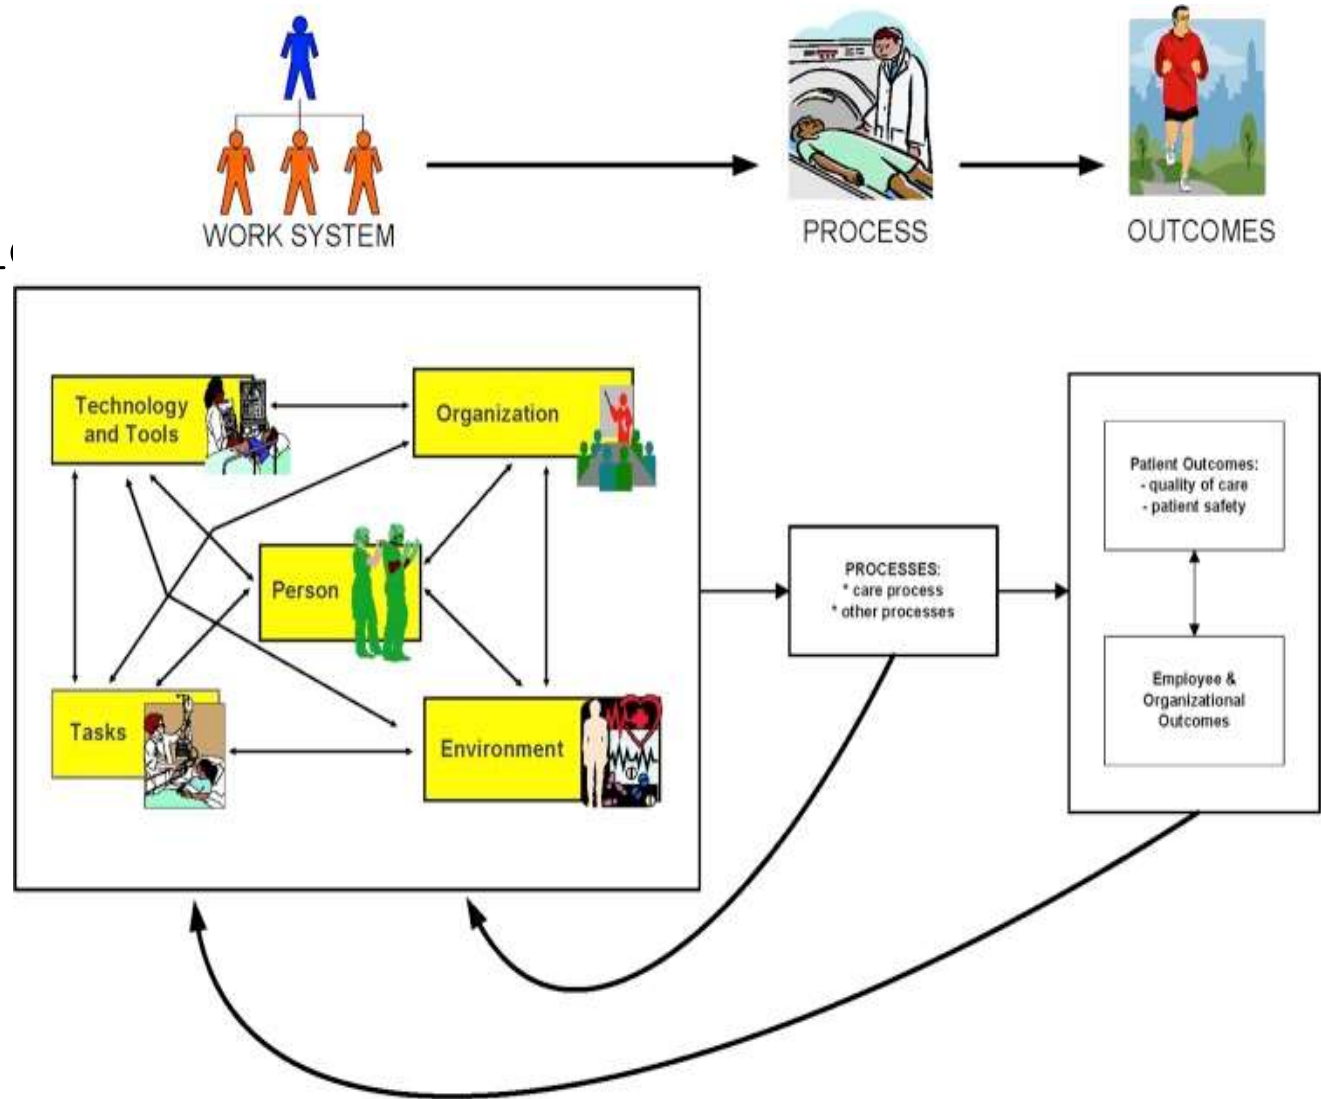 WORK SYSTEM
PROCESS
OUTCOMES
Technology
and Tools
Organization
Person
Tasks
Environment
PROCESSES:
* care process
* other processes
Patient Outcomes:
- quality of care
- patient safety
Employee &
Organizational
Outcomes